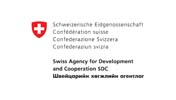 Schweizerische Eidgenossenschaft
Confédération suisse
Confederazione Svizzera
Confederaziun svizra
Swiss Agency for Development
and Cooperation SDC
Швейцарийн хөгжлийн агентлаг